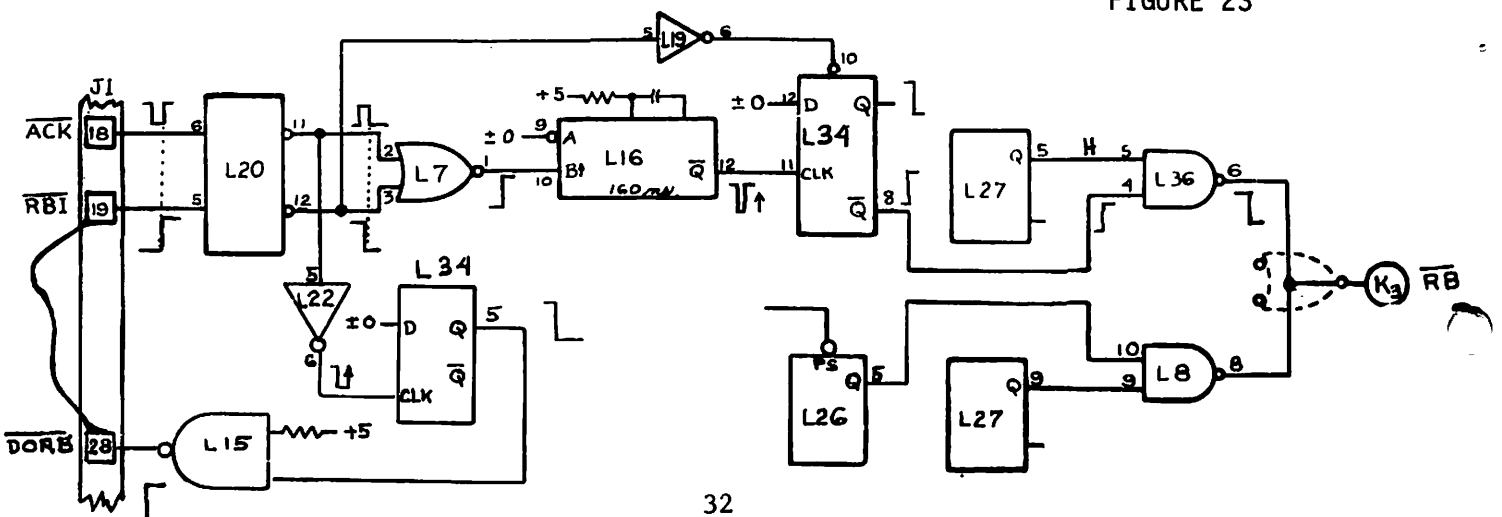 FIGURE 23
J1
ACK 18
RBI 19
DORB 28
6
5
L20
11
12
2
3
L7
1
5 L19 6
+5
±0 9 A
10 B↑
L16
Q 12
160 ns
10
±0 12 D Q
L34
11 CLK
Q 8
5
L22
6
L34
±0 D Q 5
Q
CLK
L15
+5
Q 5 H 5
L27
4
L36 6
PS
Q 5
L26
Q 9 9
L27
10
L8 8
K3 RB
32